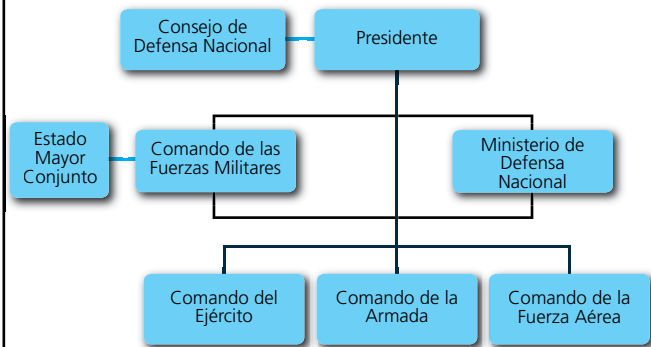 Consejo de
Defensa Nacional
Presidente
Estado
Mayor
Conjunto
Comando de las
Fuerzas Militares
Ministerio de
Defensa
Nacional
Comando del
Ejército
Comando de la
Armada
Comando de la
Fuerza Aérea